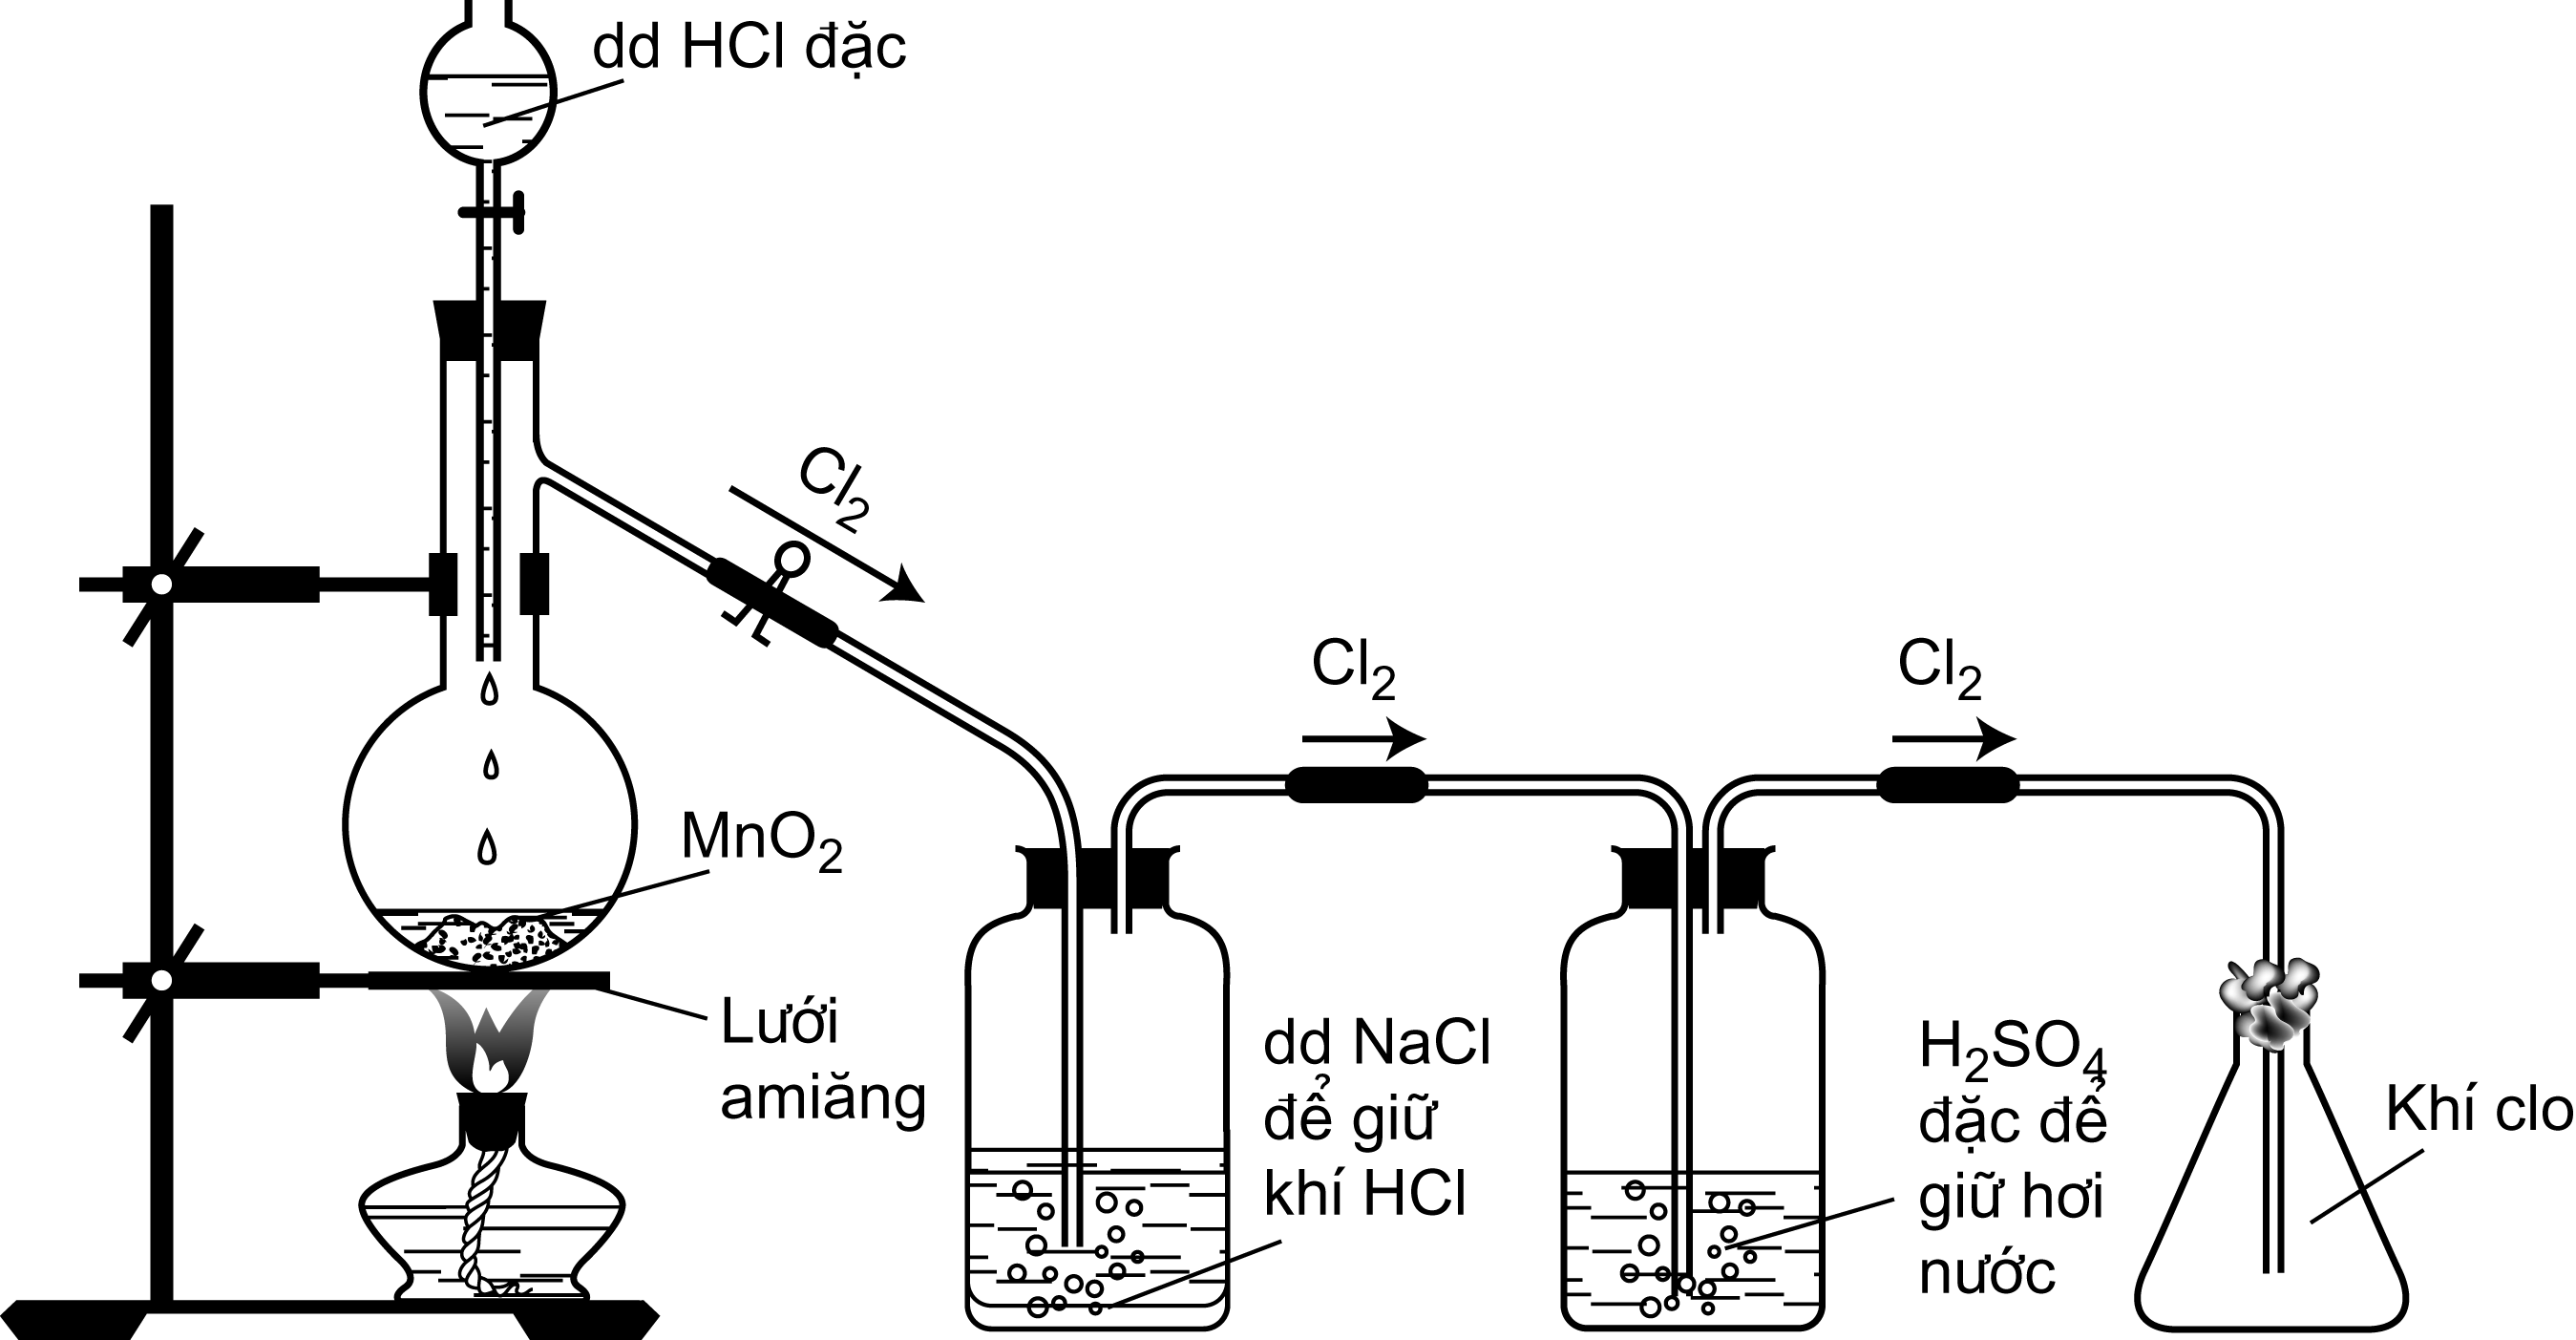 dd HCl đặc
Cl₂
Cl₂
Cl₂
MnO₂
Lưới
amiăng
dd NaCl
để giữ
khí HCl
H₂SO₄
đặc để
giữ hơi
nước
Khí clo